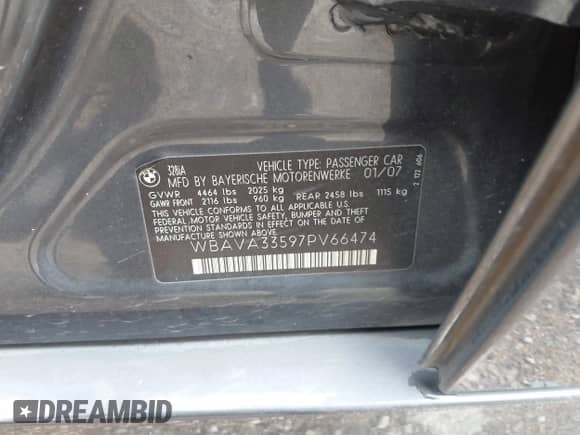 328iA
VEHICLE TYPE: PASSENGER CAR
MFD BY BAYERISCHE MOTORENWERKE 01/07
GVWR 4464 lbs 2025 kg
GAWR FRONT 2116 lbs 960 kg REAR 2458 lbs 1115 kg
THIS VEHICLE CONFORMS TO ALL APPLICABLE U.S.
FEDERAL MOTOR VEHICLE SAFETY, BUMPER AND THEFT
PREVENTION STANDARDS IN EFFECT ON THE DATE OF
MANUFACTURE SHOWN ABOVE.
WBAVA33597PV66474
DREAMBID